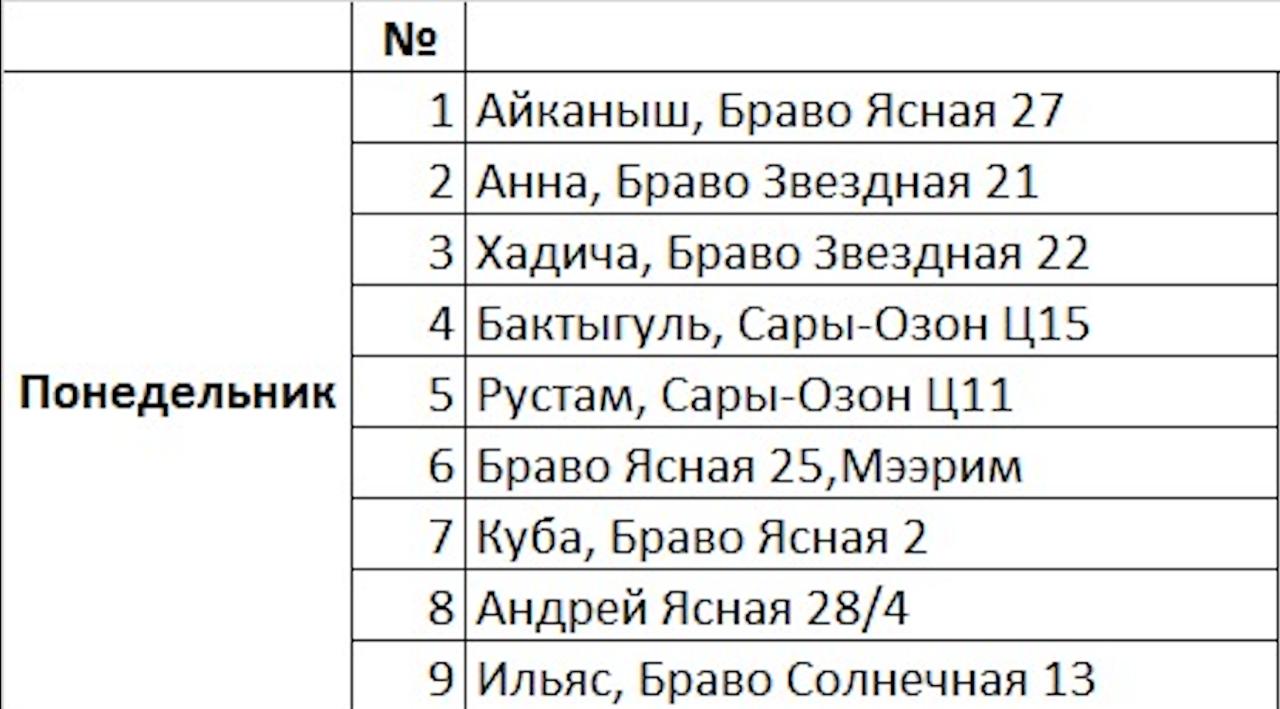 №
1 Айканыш, Браво Ясная 27
2 Анна, Браво Звездная 21
3 Хадича, Браво Звездная 22
4 Бактыгуль, Сары-Озон Ц15
Понедельник
5 Рустам, Сары-Озон Ц11
6 Браво Ясная 25,Мээрим
7 Куба, Браво Ясная 2
8 Андрей Ясная 28/4
9 Ильяс, Браво Солнечная 13